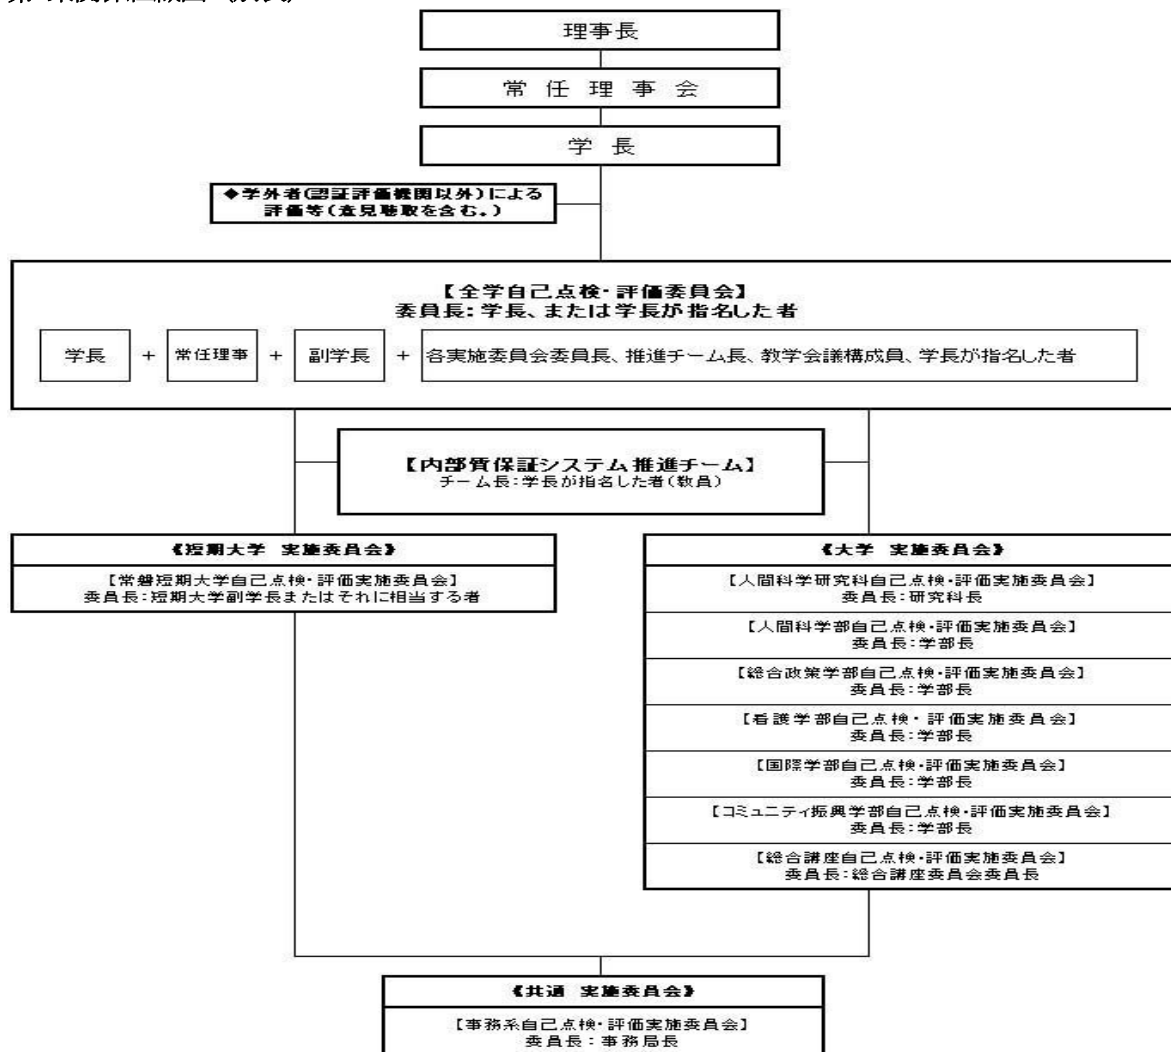 理事長
常 任 理 事 会
学 長
◆学外者(認証評価機関以外)による
評価等(意見聴取を含む。)
【全学自己点検・評価委員会】
委員長：学長、または学長が指名した者
学長 + 常任理事 + 副学長 + 各実施委員会委員長、推進チーム長、教学会議構成員、学長が指名した者
【内部質保証システム推進チーム】
チーム長：学長が指名した者(教員)
《短期大学 実施委員会》
【常磐短期大学自己点検・評価実施委員会】
委員長：短期大学副学長またはそれに相当する者
《大学 実施委員会》
【人間科学研究科自己点検・評価実施委員会】
委員長：研究科長
【人間科学部自己点検・評価実施委員会】
委員長：学部長
【総合政策学部自己点検・評価実施委員会】
委員長：学部長
【看護学部自己点検・評価実施委員会】
委員長：学部長
【国際学部自己点検・評価実施委員会】
委員長：学部長
【コミュニティ振興学部自己点検・評価実施委員会】
委員長：学部長
【総合講座自己点検・評価実施委員会】
委員長：総合講座委員会委員長
《共通 実施委員会》
【事務系自己点検・評価実施委員会】
委員長：事務局長